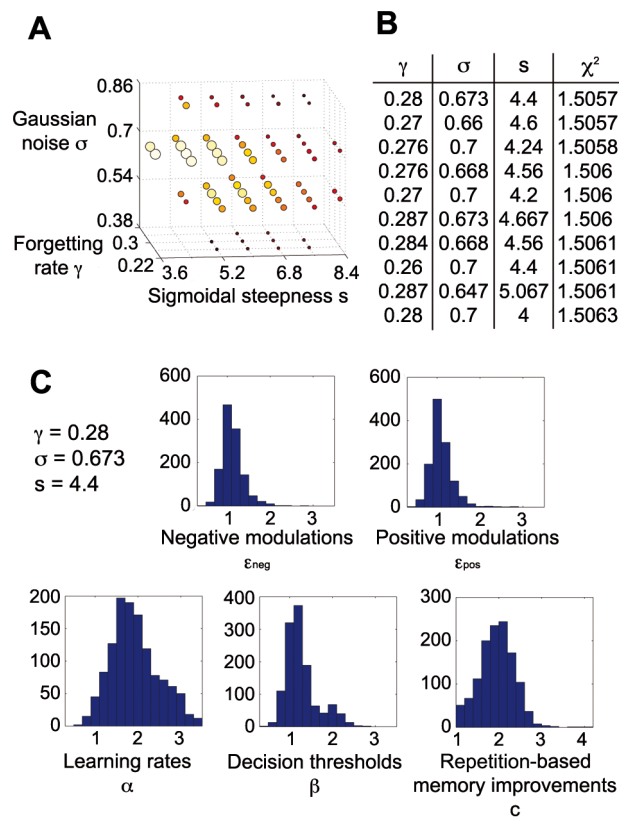 A
0.86
Gaussian
noise σ
0.7
0.54
0.38
Forgetting
rate γ
0.3
0.22
3.6 5.2 6.8 8.4
Sigmoidal steepness s
B
γ σ s χ²
0.28 0.673 4.4 1.5057
0.27 0.66 4.6 1.5057
0.276 0.7 4.24 1.5058
0.276 0.668 4.56 1.506
0.27 0.7 4.2 1.506
0.287 0.673 4.667 1.506
0.284 0.668 4.56 1.5061
0.26 0.7 4.4 1.5061
0.287 0.647 5.067 1.5061
0.28 0.7 4 1.5063
C
γ = 0.28
σ = 0.673
s = 4.4
600
400
200
0
1 2 3
Negative modulations
εneg
600
400
200
0
1 2 3
Positive modulations
εpos
200
150
100
50
0
1 2 3
Learning rates
α
400
300
200
100
0
1 2 3
Decision thresholds
β
300
200
100
0
1 2 3 4
Repetition-based
memory improvements
c